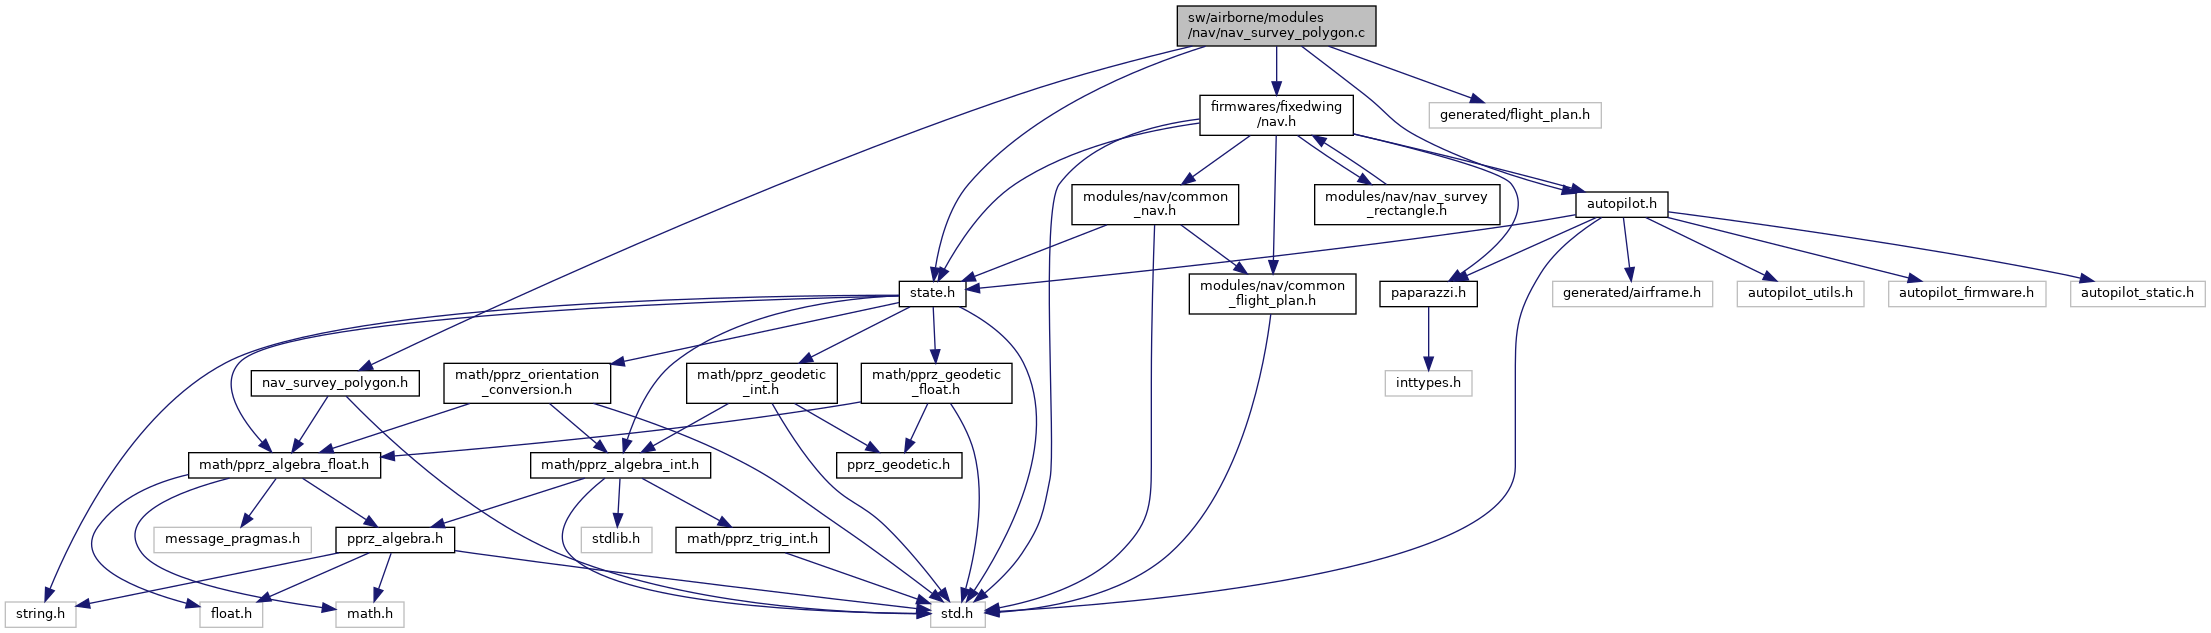 sw/airborne/modules
/nav/nav_survey_polygon.c
firmwares/fixedwing
/nav.h
generated/flight_plan.h
modules/nav/common
_nav.h
modules/nav/nav_survey
_rectangle.h
autopilot.h
state.h
modules/nav/common
_flight_plan.h
paparazzi.h
generated/airframe.h
autopilot_utils.h
autopilot_firmware.h
autopilot_static.h
nav_survey_polygon.h
math/pprz_orientation
_conversion.h
math/pprz_geodetic
_int.h
math/pprz_geodetic
_float.h
inttypes.h
math/pprz_algebra_float.h
math/pprz_algebra_int.h
pprz_geodetic.h
message_pragmas.h
pprz_algebra.h
stdlib.h
math/pprz_trig_int.h
string.h
float.h
math.h
std.h